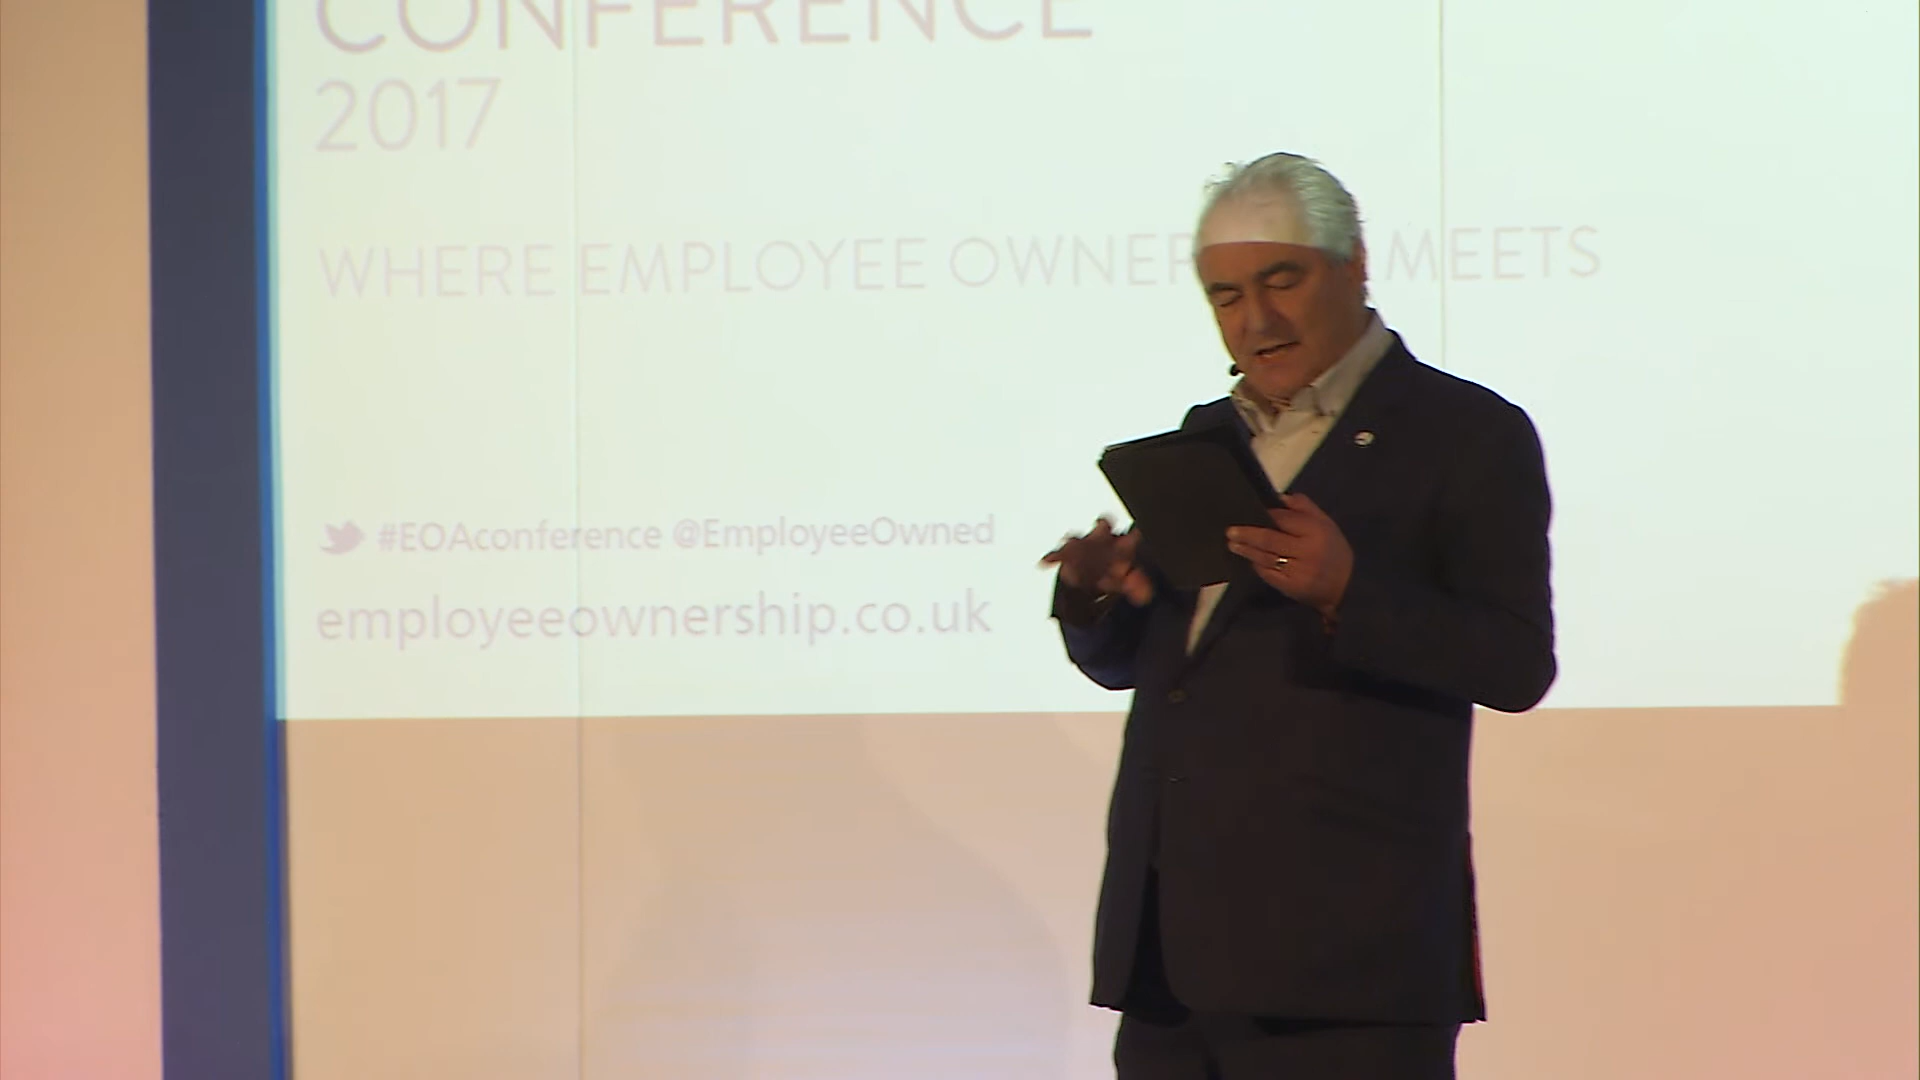 CONFERENCE
2017
WHERE EMPLOYEE OWNER MEETS
#EOAconference @EmployeeOwned
employeeownership.co.uk